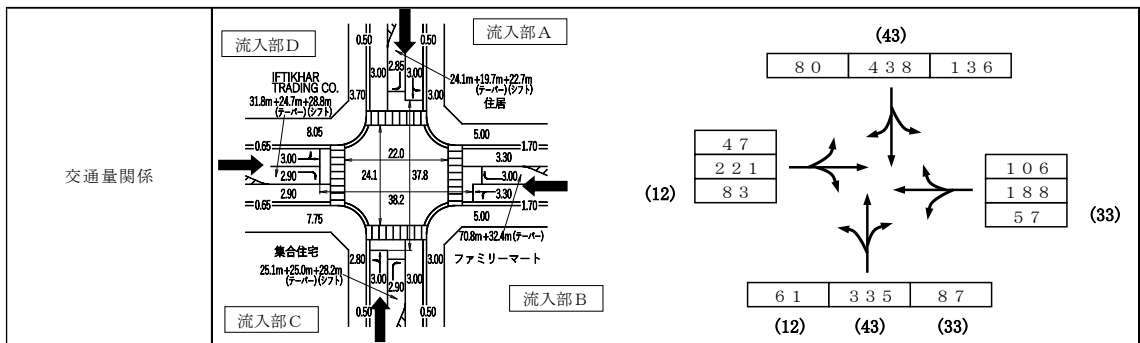 交通量関係
流入部D
流入部A
0.50
0.50
2.85
3.00
3.00
24.1m+19.7m+22.7m
(テーパー)(シフト)
住居
IFTIKHAR
TRADING CO.
31.8m+24.7m+28.8m
(テーパー)(シフト)
3.70
8.05
5.00
0.65
1.70
3.00
22.0
3.30
2.90
24.1
37.8
3.00
2.90
38.2
3.30
0.65
1.70
7.75
5.00
70.8m+32.4m(テーパー)
集合住宅
ファミリーマート
25.1m+25.0m+28.2m
(テーパー)(シフト)
2.80
3.00
3.00
2.90
流入部B
流入部C
0.50
0.50
(43)
80 438 136
47
221
83
(12)
106
188
57
(33)
61 335 87
(12) (43) (33)